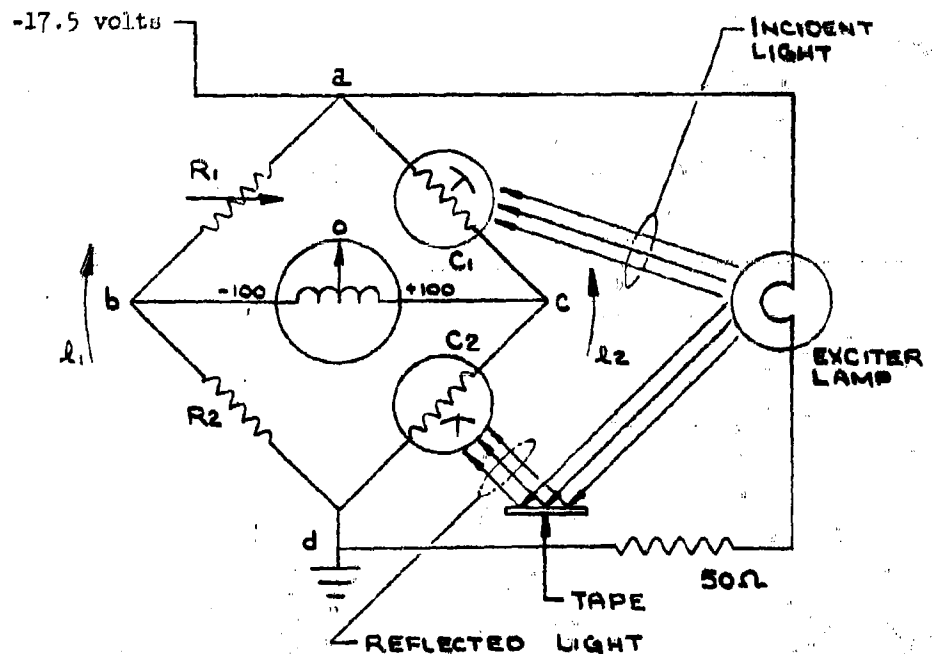 -17.5 volts
INCIDENT
LIGHT
a
R1
O
C1
b
-100
+100
c
l1
l2
C2
EXCITER
LAMP
R2
d
50Ω
TAPE
REFLECTED LIGHT